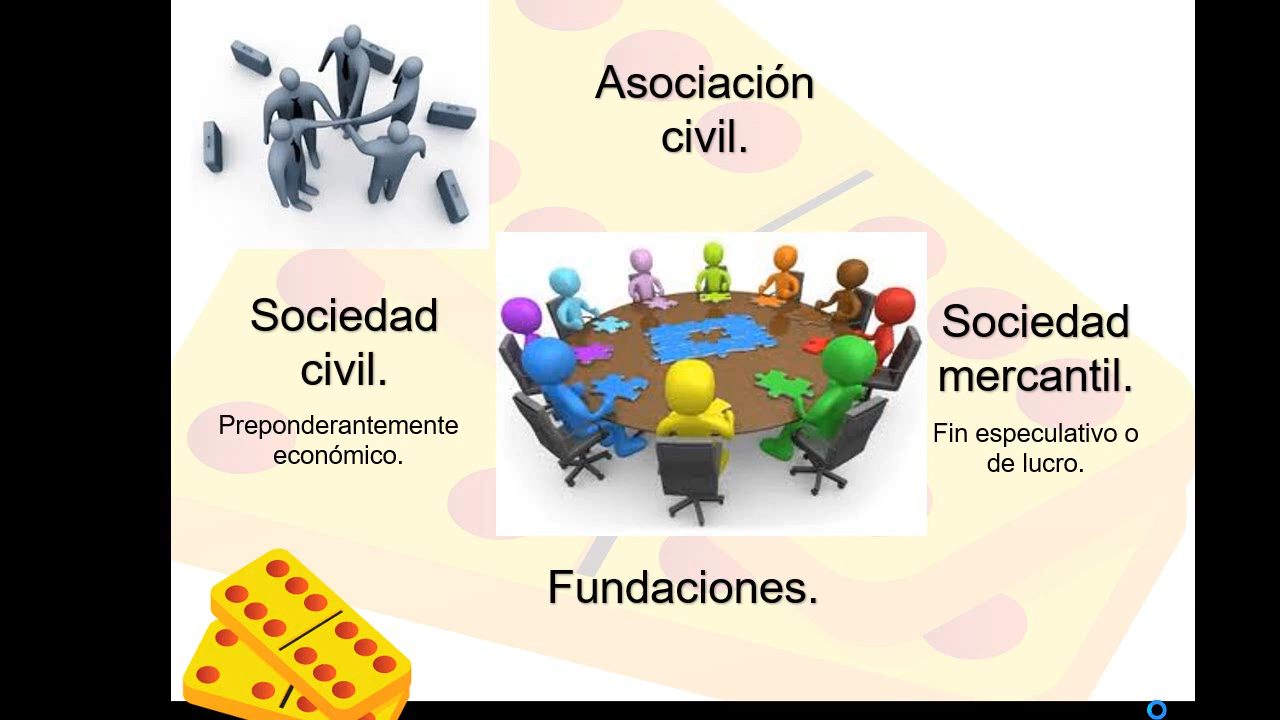 Asociación
civil.
Sociedad
civil.
Preponderantemente
económico.
Sociedad
mercantil.
Fin especulativo o
de lucro.
Fundaciones.